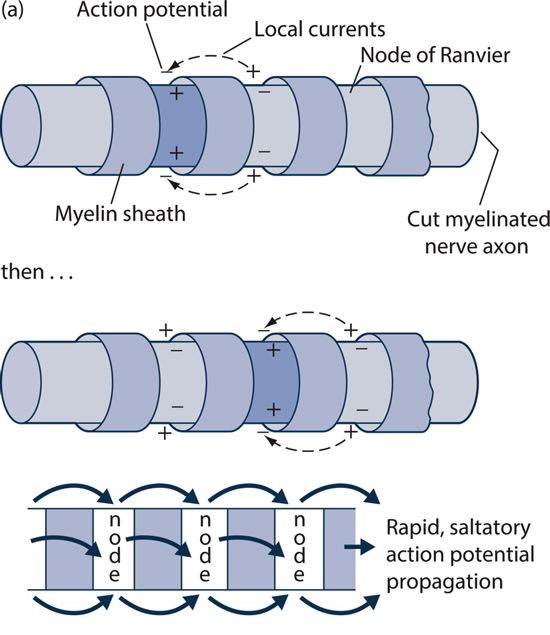 (a)
Action potential
Local currents
Node of Ranvier
− +
+ −
+ −
− +
Myelin sheath
Cut myelinated
nerve axon
then . . .
+ − +
− + −
− + −
+ − +
node node node
Rapid, saltatory
action potential
propagation